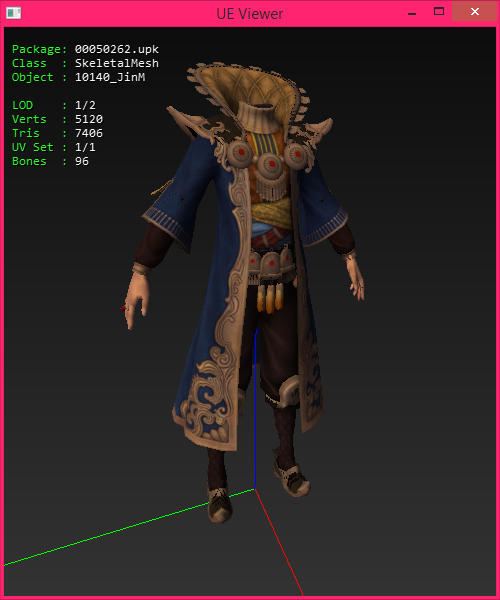 UE Viewer
Package: 00050262.upk
Class : SkeletalMesh
Object : 10140_JinM
LOD : 1/2
Verts : 5120
Tris : 7406
UV Set : 1/1
Bones : 96